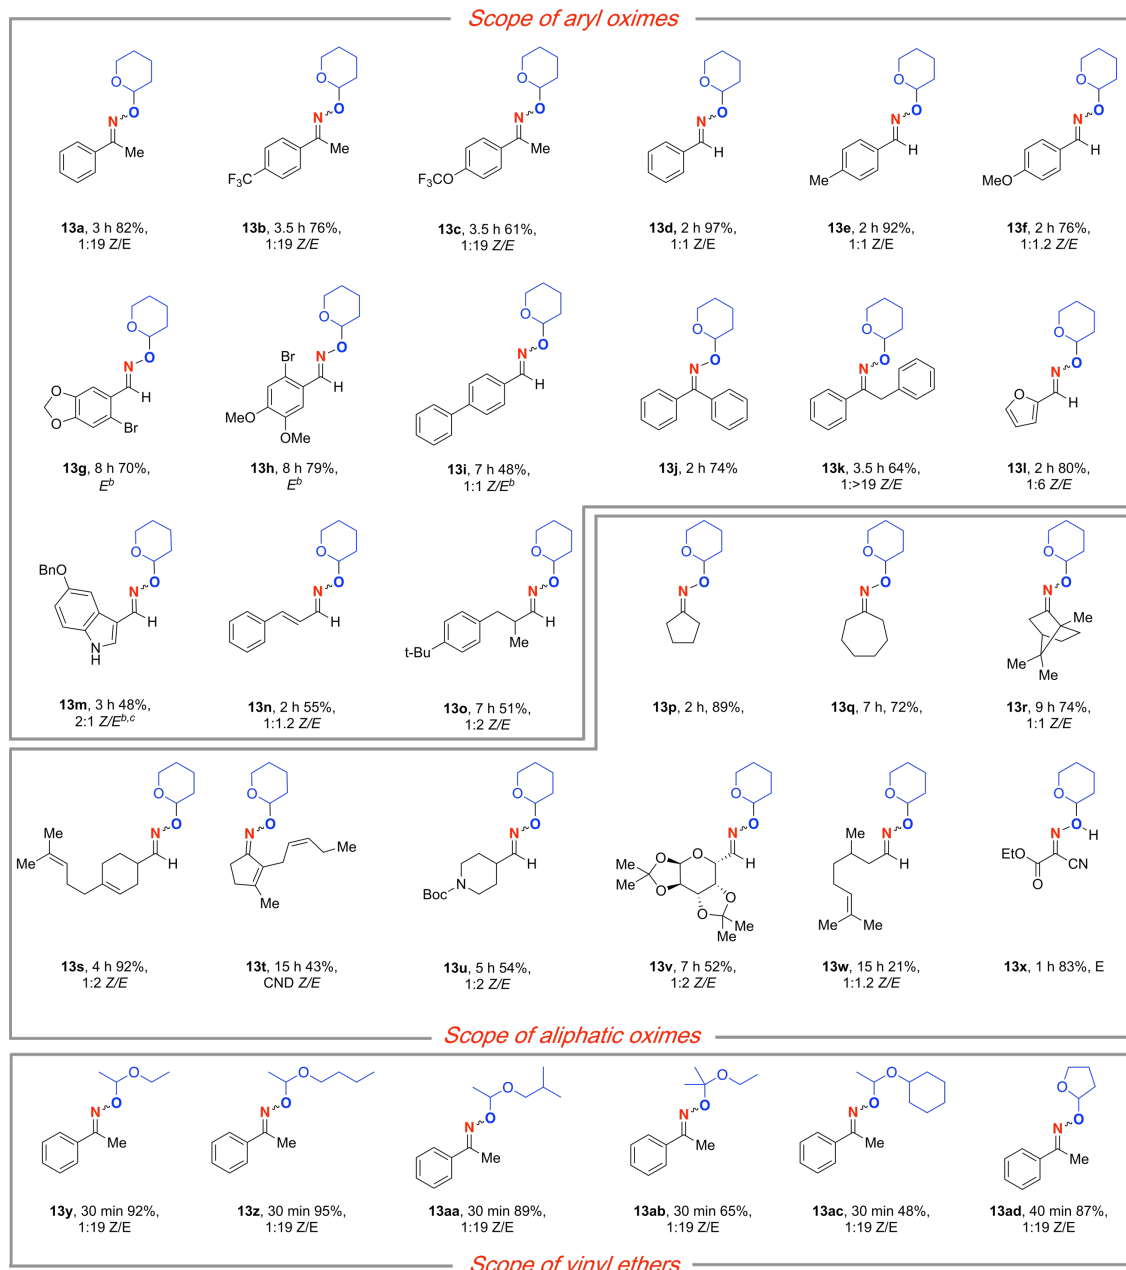 Scope of aryl oximes
O
O
N
Me
13a, 3 h 82%,
1:19 Z/E
O
O
N
Me
F3C
13b, 3.5 h 76%,
1:19 Z/E
O
O
N
Me
F3CO
13c, 3.5 h 61%,
1:19 Z/E
O
O
N
H
13d, 2 h 97%,
1:1 Z/E
O
O
N
H
Me
13e, 2 h 92%,
1:1 Z/E
O
O
N
H
MeO
13f, 2 h 76%,
1:1.2 Z/E
O
O
N
H
O
O
Br
13g, 8 h 70%,
Eb
O
O
N
Br
H
MeO
OMe
13h, 8 h 79%,
Eb
O
O
N
H
13i, 7 h 48%,
1:1 Z/Eb
O
O
N
13j, 2 h 74%
O
O
N
13k, 3.5 h 64%,
1:>19 Z/E
O
O
N
O
H
13l, 2 h 80%,
1:6 Z/E
O
BnO
O
N
H
N
H
13m, 3 h 48%,
2:1 Z/Eb,c
O
O
N
H
13n, 2 h 55%,
1:1.2 Z/E
O
O
N
H
Me
t-Bu
13o, 7 h 51%,
1:2 Z/E
O
O
N
13p, 2 h, 89%,
O
O
N
13q, 7 h, 72%,
O
O
N
Me
Me
Me
13r, 9 h 74%,
1:1 Z/E
O
O
N
Me
Me
H
13s, 4 h 92%,
1:2 Z/E
O
O
N
Me
Me
13t, 15 h 43%,
CND Z/E
O
O
N
H
N
Boc
13u, 5 h 54%,
1:2 Z/E
O
O
N
O
O
H
Me
Me
O
O
O
Me
Me
13v, 7 h 52%,
1:2 Z/E
O
O
N
Me
H
Me
Me
13w, 15 h 21%,
1:1.2 Z/E
O
O
H
N
EtO
CN
O
13x, 1 h 83%, E
Scope of aliphatic oximes
O
O
N
Me
13y, 30 min 92%,
1:19 Z/E
O
O
N
Me
13z, 30 min 95%,
1:19 Z/E
O
O
N
Me
13aa, 30 min 89%,
1:19 Z/E
O
O
N
Me
13ab, 30 min 65%,
1:19 Z/E
O
O
N
Me
13ac, 30 min 48%,
1:19 Z/E
O
O
N
Me
13ad, 40 min 87%,
1:19 Z/E
Scope of vinyl ethers